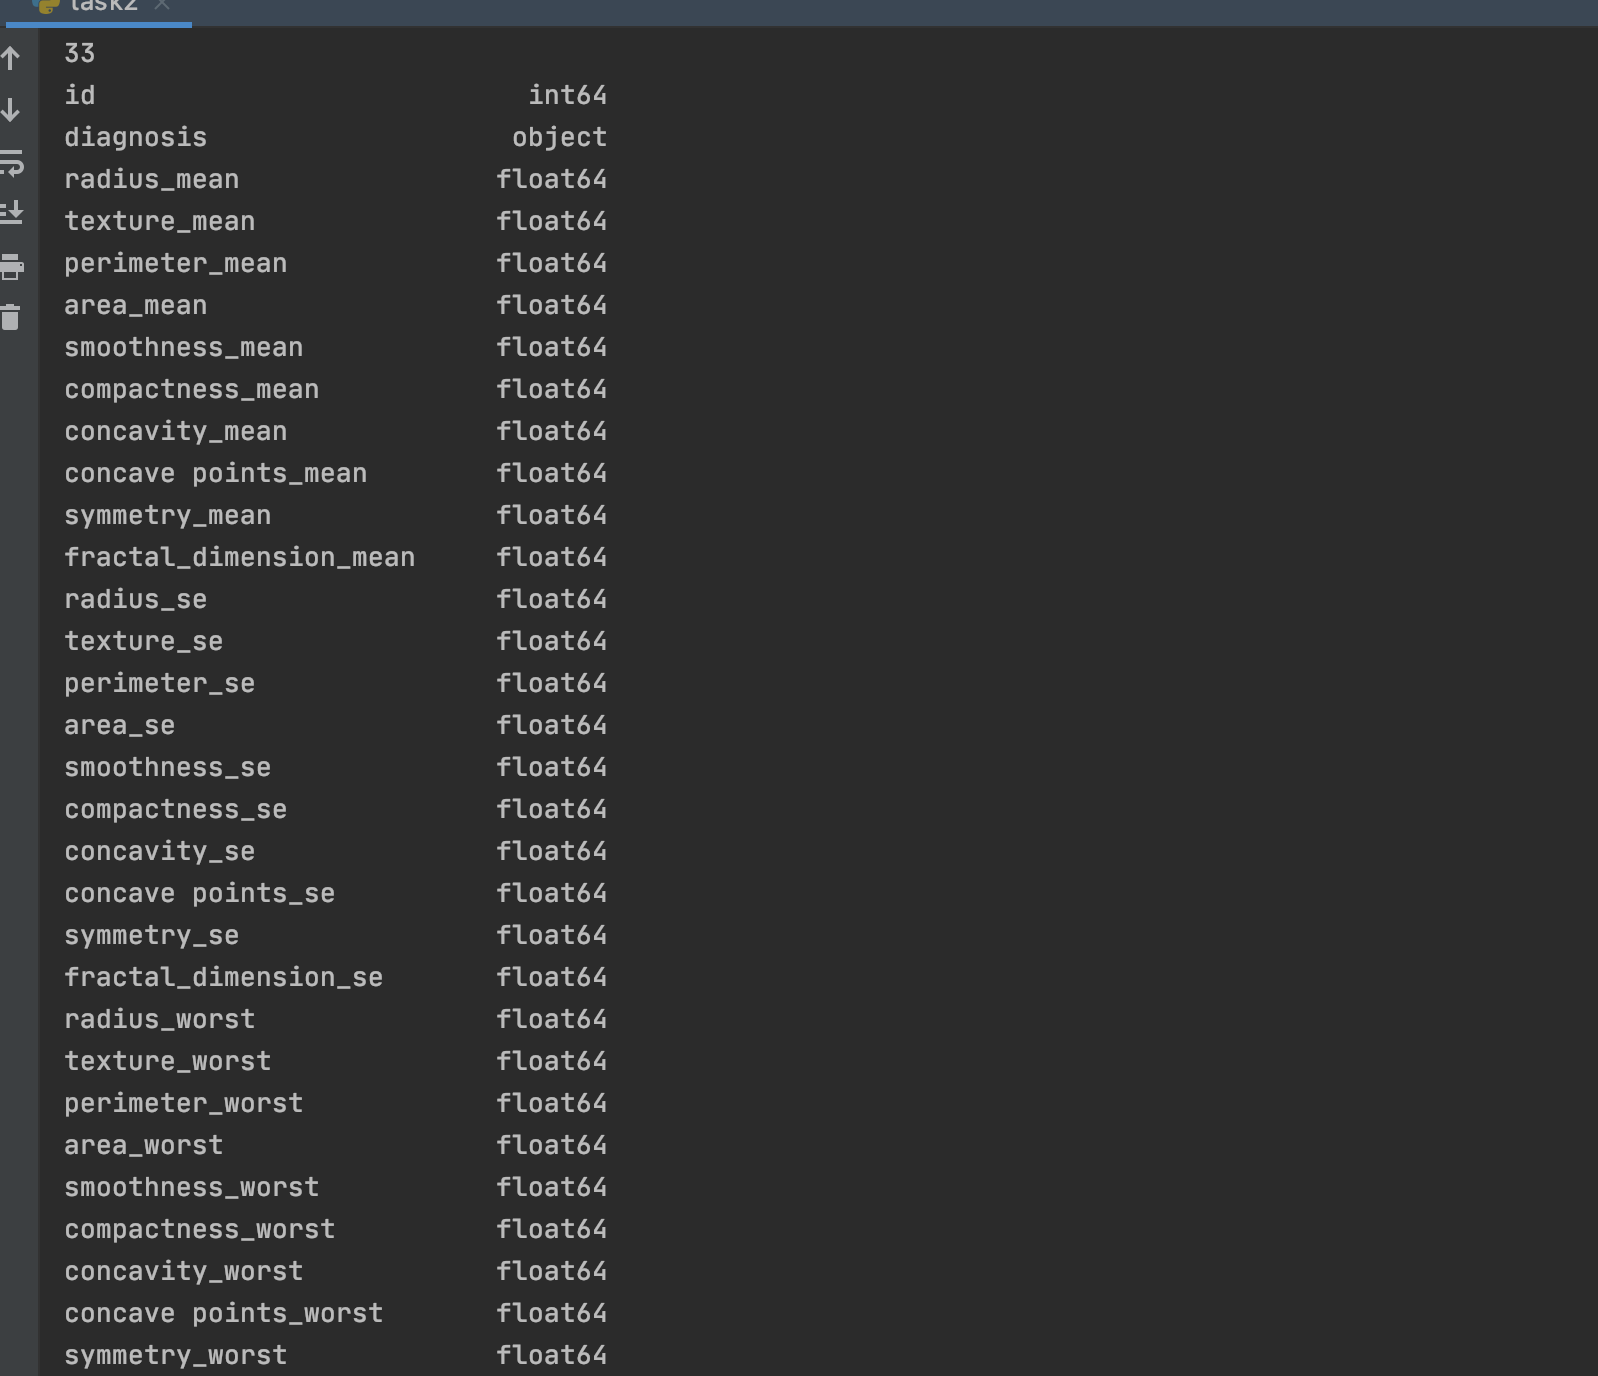 task2
33
id int64
diagnosis object
radius_mean float64
texture_mean float64
perimeter_mean float64
area_mean float64
smoothness_mean float64
compactness_mean float64
concavity_mean float64
concave points_mean float64
symmetry_mean float64
fractal_dimension_mean float64
radius_se float64
texture_se float64
perimeter_se float64
area_se float64
smoothness_se float64
compactness_se float64
concavity_se float64
concave points_se float64
symmetry_se float64
fractal_dimension_se float64
radius_worst float64
texture_worst float64
perimeter_worst float64
area_worst float64
smoothness_worst float64
compactness_worst float64
concavity_worst float64
concave points_worst float64
symmetry_worst float64